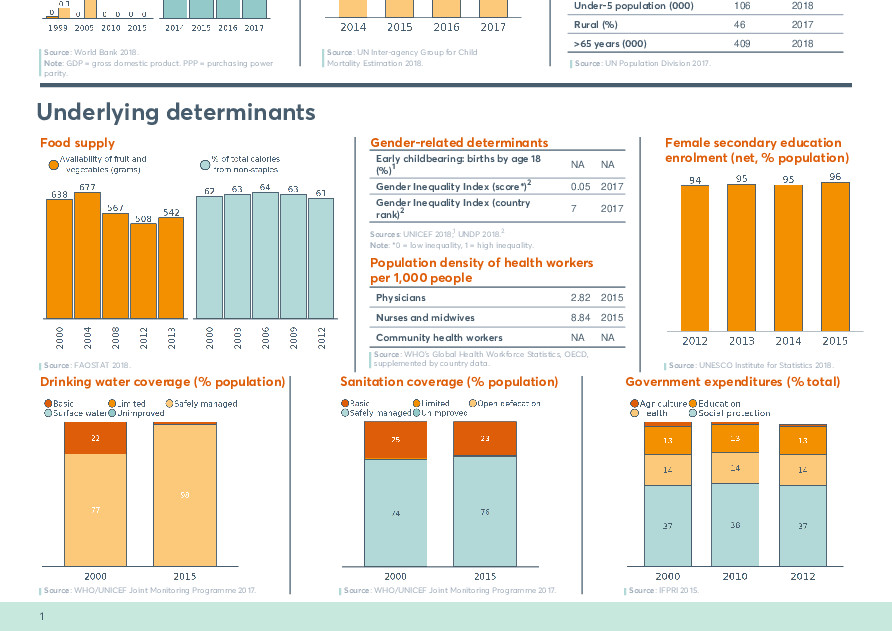 0.1
0 0 0 0 0
1999 2005 2010 2015
2014 2015 2016 2017
Source: World Bank 2018.
Note: GDP = gross domestic product. PPP = purchasing power
parity.
2014 2015 2016 2017
Source: UN Inter-agency Group for Child
Mortality Estimation 2018.
Under-5 population (000) 106 2018
Rural (%) 46 2017
>65 years (000) 409 2018
Source: UN Population Division 2017.
Underlying determinants
Food supply
Availability of fruit and
vegetables (grams)
% of total calories
from non-staples
638 677 567 508 542
2000 2004 2008 2012 2013
62 63 64 63 61
2000 2003 2006 2009 2012
Source: FAOSTAT 2018.
Gender-related determinants
Early childbearing: births by age 18
(%)1 NA NA
Gender Inequality Index (score*)2 0.05 2017
Gender Inequality Index (country
rank)2 7 2017
Sources: UNICEF 2018,1 UNDP 2018.2
Note: *0 = low inequality, 1 = high inequality.
Population density of health workers
per 1,000 people
Physicians 2.82 2015
Nurses and midwives 8.84 2015
Community health workers NA NA
Source: WHO's Global Health Workforce Statistics, OECD,
supplemented by country data.
Female secondary education
enrolment (net, % population)
94 95 95 96
2012 2013 2014 2015
Source: UNESCO Institute for Statistics 2018.
Drinking water coverage (% population)
Basic Limited Safely managed
Surface water Unimproved
22
77
98
2000 2015
Source: WHO/UNICEF Joint Monitoring Programme 2017.
Sanitation coverage (% population)
Basic Limited Open defecation
Safely managed Unimproved
25 23
74 76
2000 2015
Source: WHO/UNICEF Joint Monitoring Programme 2017.
Government expenditures (% total)
Agriculture Education
Health Social protection
13 13 13
14 14 14
37 38 37
2000 2010 2012
Source: IFPRI 2015.
1